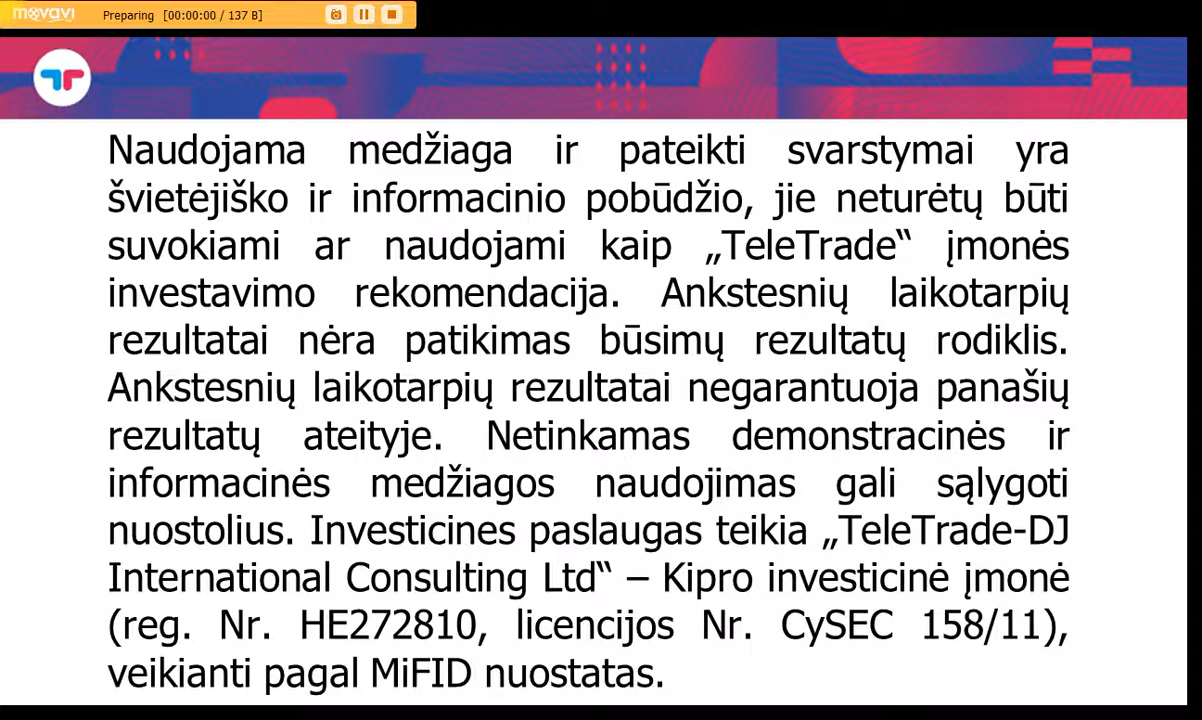 movavi Preparing [00:00:00 / 137 B]
Naudojama medžiaga ir pateikti svarstymai yra
švietėjiško ir informacinio pobūdžio, jie neturėtų būti
suvokiami ar naudojami kaip „TeleTrade“ įmonės
investavimo rekomendacija. Ankstesnių laikotarpių
rezultatai nėra patikimas būsimų rezultatų rodiklis.
Ankstesnių laikotarpių rezultatai negarantuoja panašių
rezultatų ateityje. Netinkamas demonstracinės ir
informacinės medžiagos naudojimas gali sąlygoti
nuostolius. Investicines paslaugas teikia „TeleTrade-DJ
International Consulting Ltd“ – Kipro investicinė įmonė
(reg. Nr. HE272810, licencijos Nr. CySEC 158/11),
veikianti pagal MiFID nuostatas.